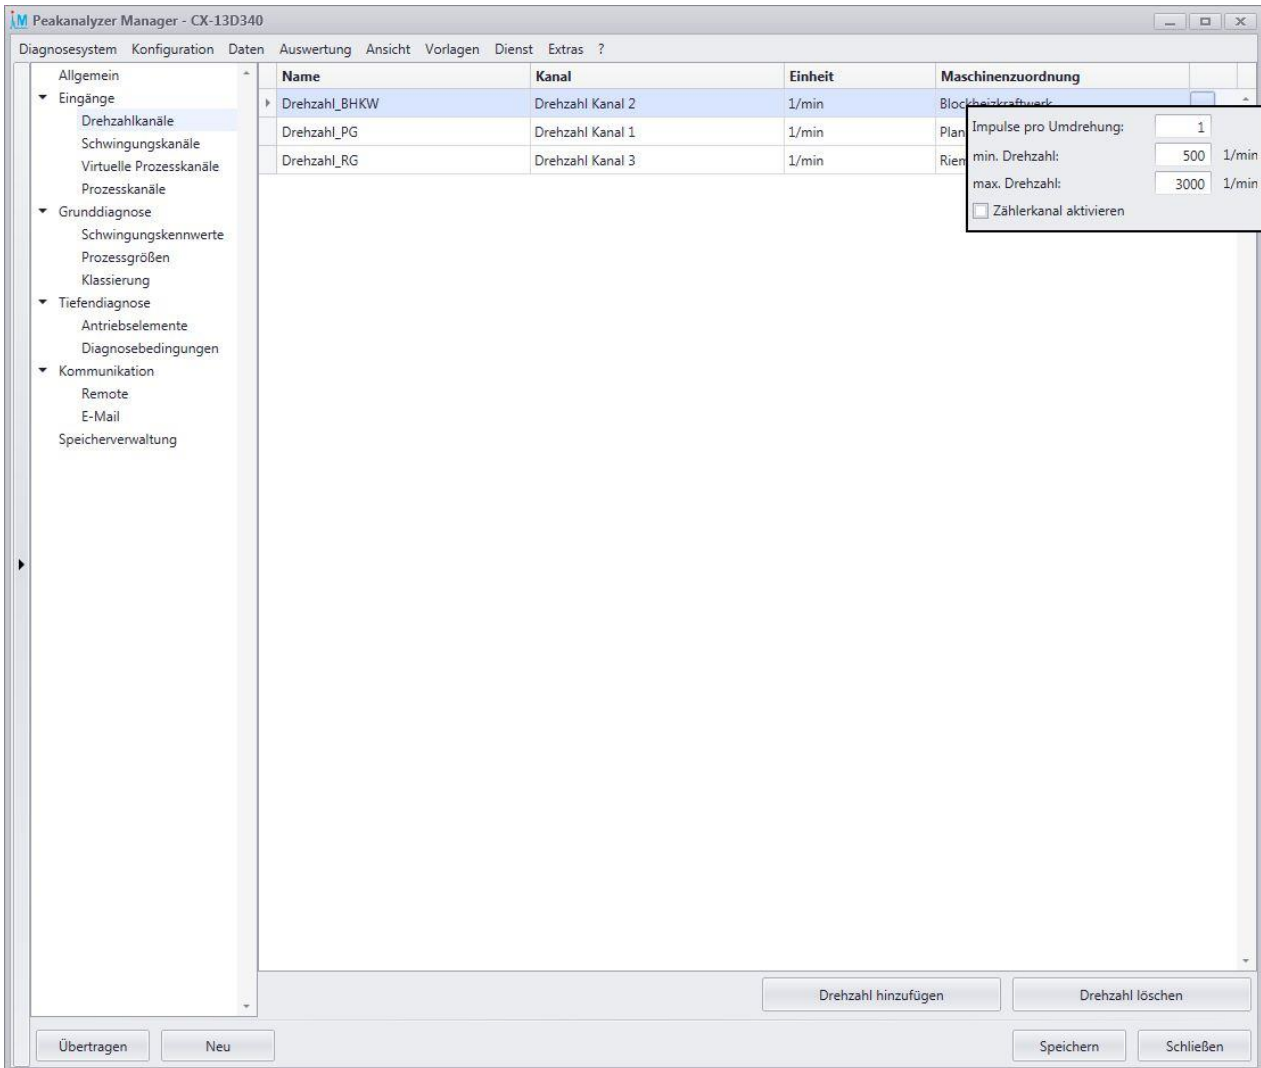 Peakanalyzer Manager - CX-13D340
Diagnosesystem Konfiguration Daten Auswertung Ansicht Vorlagen Dienst Extras ?
Allgemein
Eingänge
Drehzahlkanäle
Schwingungskanäle
Virtuelle Prozesskanäle
Prozesskanäle
Grunddiagnose
Schwingungskennwerte
Prozessgrößen
Klassierung
Tiefendiagnose
Antriebselemente
Diagnosebedingungen
Kommunikation
Remote
E-Mail
Speicherverwaltung
Name Kanal Einheit Maschinenzuordnung
Drehzahl_BHKW Drehzahl Kanal 2 1/min Blockheizkraftwerk
Drehzahl_PG Drehzahl Kanal 1 1/min Plan
Drehzahl_RG Drehzahl Kanal 3 1/min Riem
Impulse pro Umdrehung: 1
min. Drehzahl: 500 1/min
max. Drehzahl: 3000 1/min
Zählerkanal aktivieren
Drehzahl hinzufügen Drehzahl löschen
Übertragen Neu Speichern Schließen